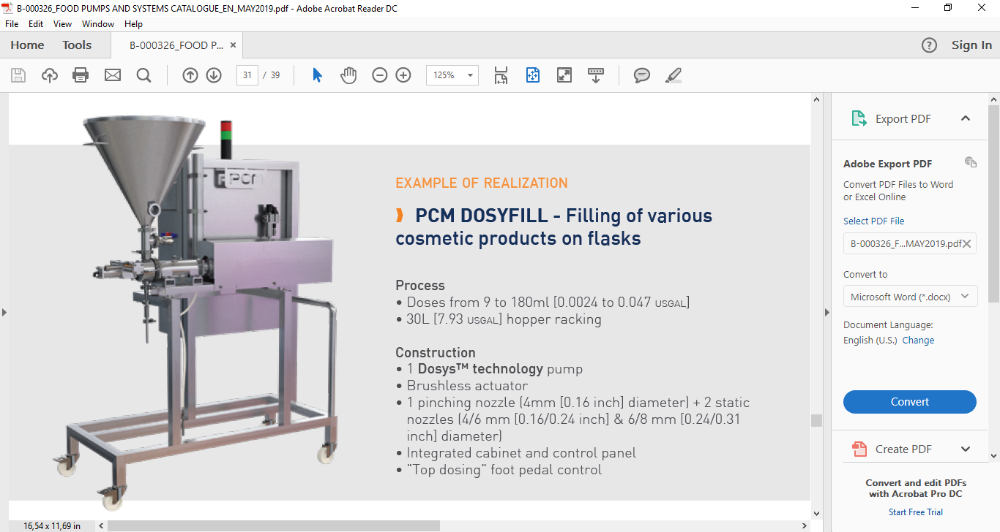 B-000326_FOOD PUMPS AND SYSTEMS CATALOGUE_EN_MAY2019.pdf - Adobe Acrobat Reader DC
File Edit View Window Help
Home Tools B-000326_FOOD P... × ? Sign In
31 / 39 125%
Export PDF
Adobe Export PDF
Convert PDF Files to Word
or Excel Online
Select PDF File
B-000326_F...MAY2019.pdf
Convert to
Microsoft Word (*.docx)
Document Language:
English (U.S.) Change
Convert
Create PDF
Convert and edit PDFs
with Acrobat Pro DC
Start Free Trial
PCM
EXAMPLE OF REALIZATION
PCM DOSYFILL - Filling of various
cosmetic products on flasks
Process
• Doses from 9 to 180ml [0.0024 to 0.047 USGAL]
• 30L [7.93 USGAL] hopper racking
Construction
• 1 Dosys™ technology pump
• Brushless actuator
• 1 pinching nozzle (4mm [0.16 inch] diameter) + 2 static
nozzles (4/6 mm [0.16/0.24 inch] & 6/8 mm [0.24/0.31
inch] diameter)
• Integrated cabinet and control panel
• "Top dosing" foot pedal control
16,54 x 11,69 in